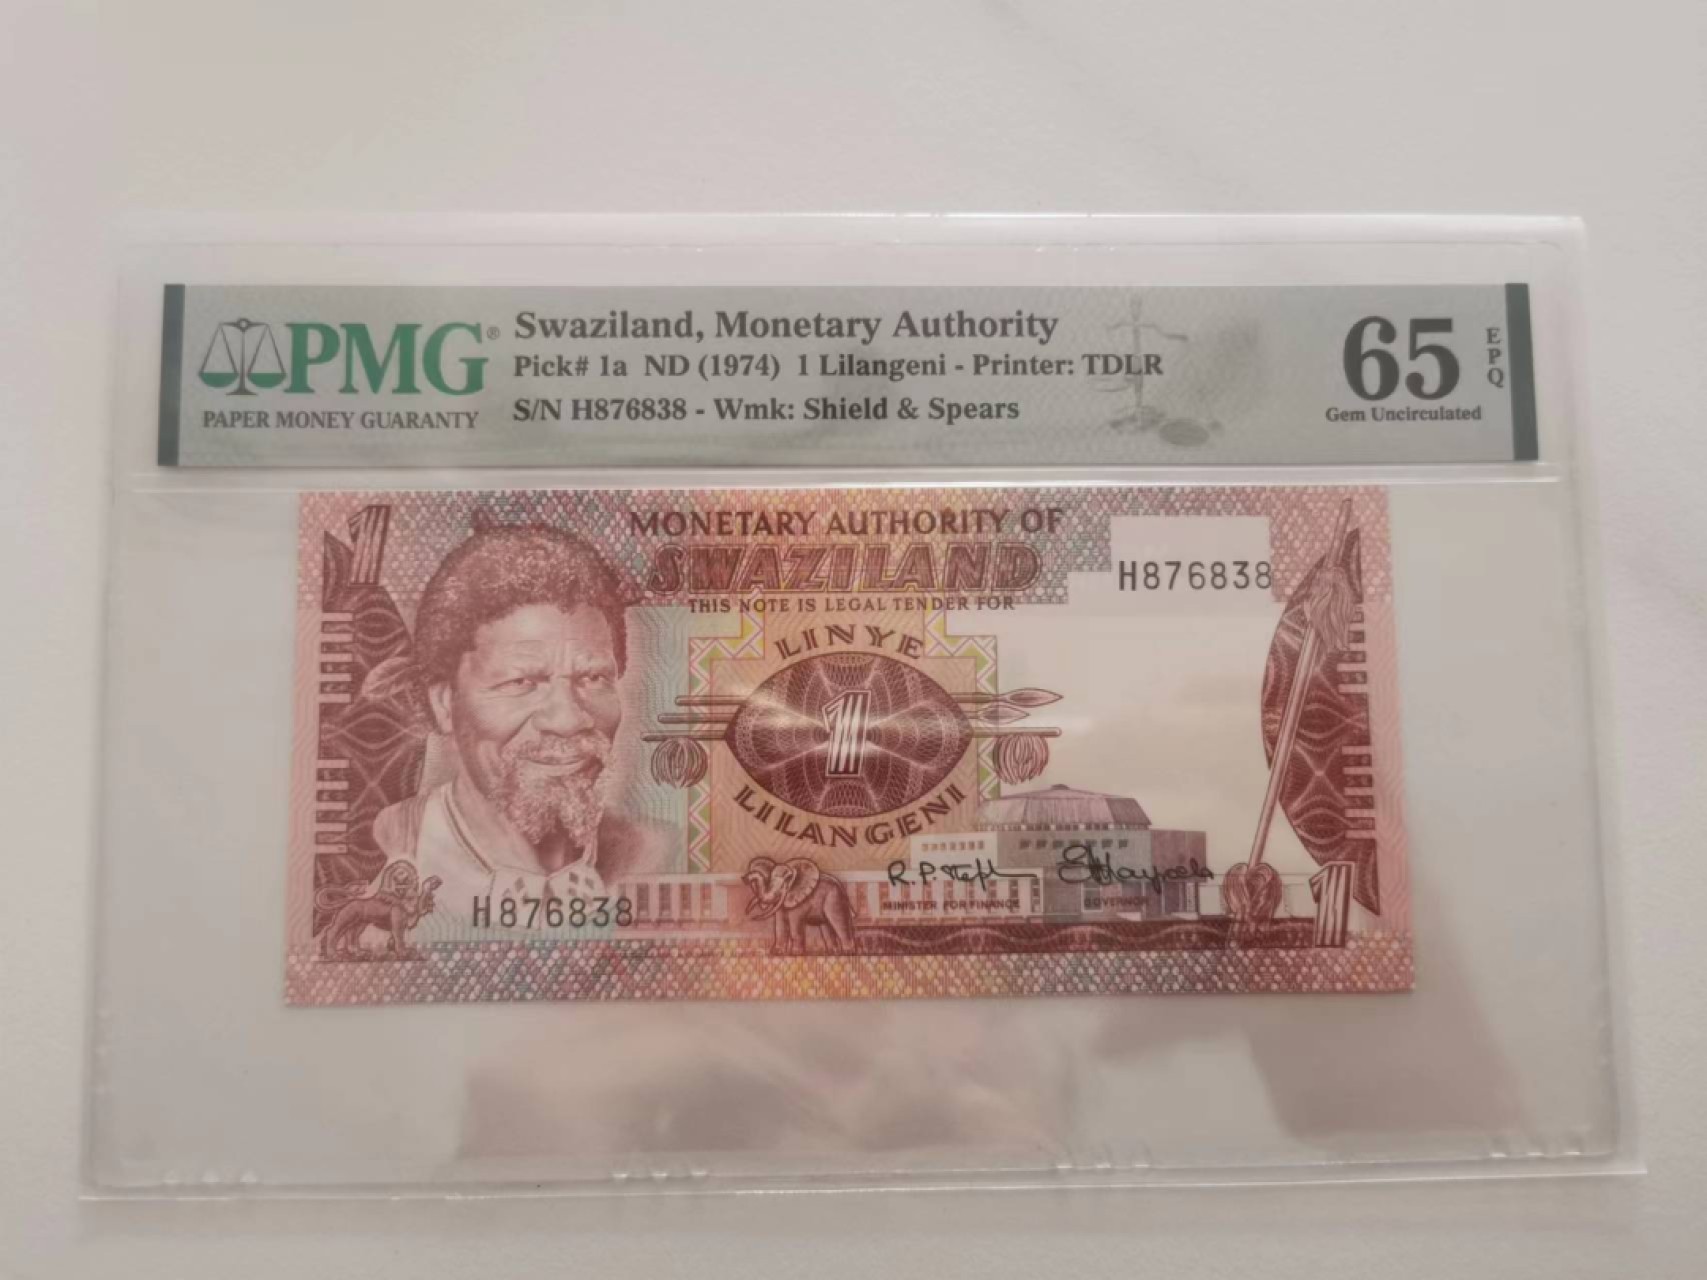 PMG®
PAPER MONEY GUARANTY
Swaziland, Monetary Authority
Pick# 1a ND (1974) 1 Lilangeni - Printer: TDLR
S/N H876838 - Wmk: Shield & Spears
65
EPQ
Gem Uncirculated
1
MONETARY AUTHORITY OF
SWAZILAND
THIS NOTE IS LEGAL TENDER FOR
H876838
LINYE
1
LILANGENI
H876838
MINISTER FOR FINANCE
GOVERNOR
1